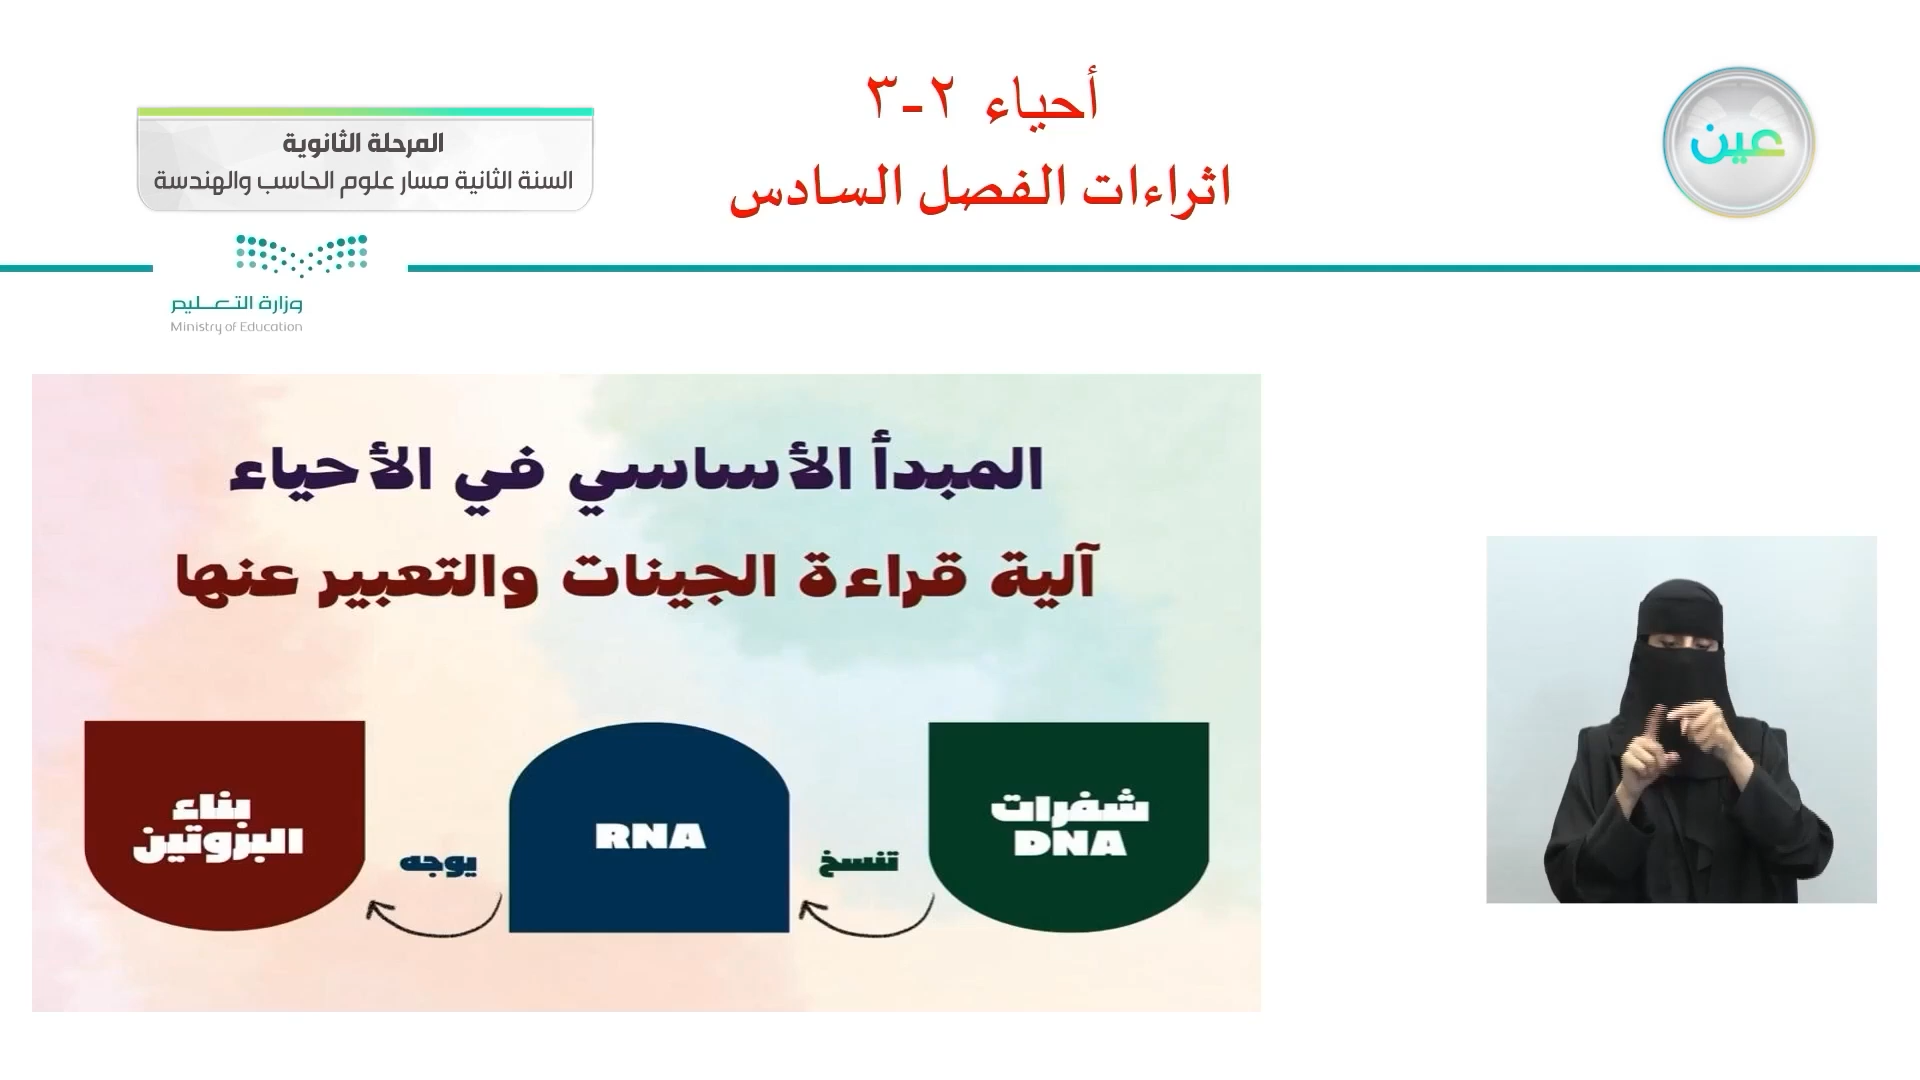 أحياء ٢-٣
اثراءات الفصل السادس
عين
المرحلة الثانوية
السنة الثانية مسار علوم الحاسب والهندسة
وزارة التعليم
Ministry of Education
المبدأ الأساسي في الأحياء
آلية قراءة الجينات والتعبير عنها
شفرات
DNA
تنسخ
RNA
يوجه
بناء
البروتين